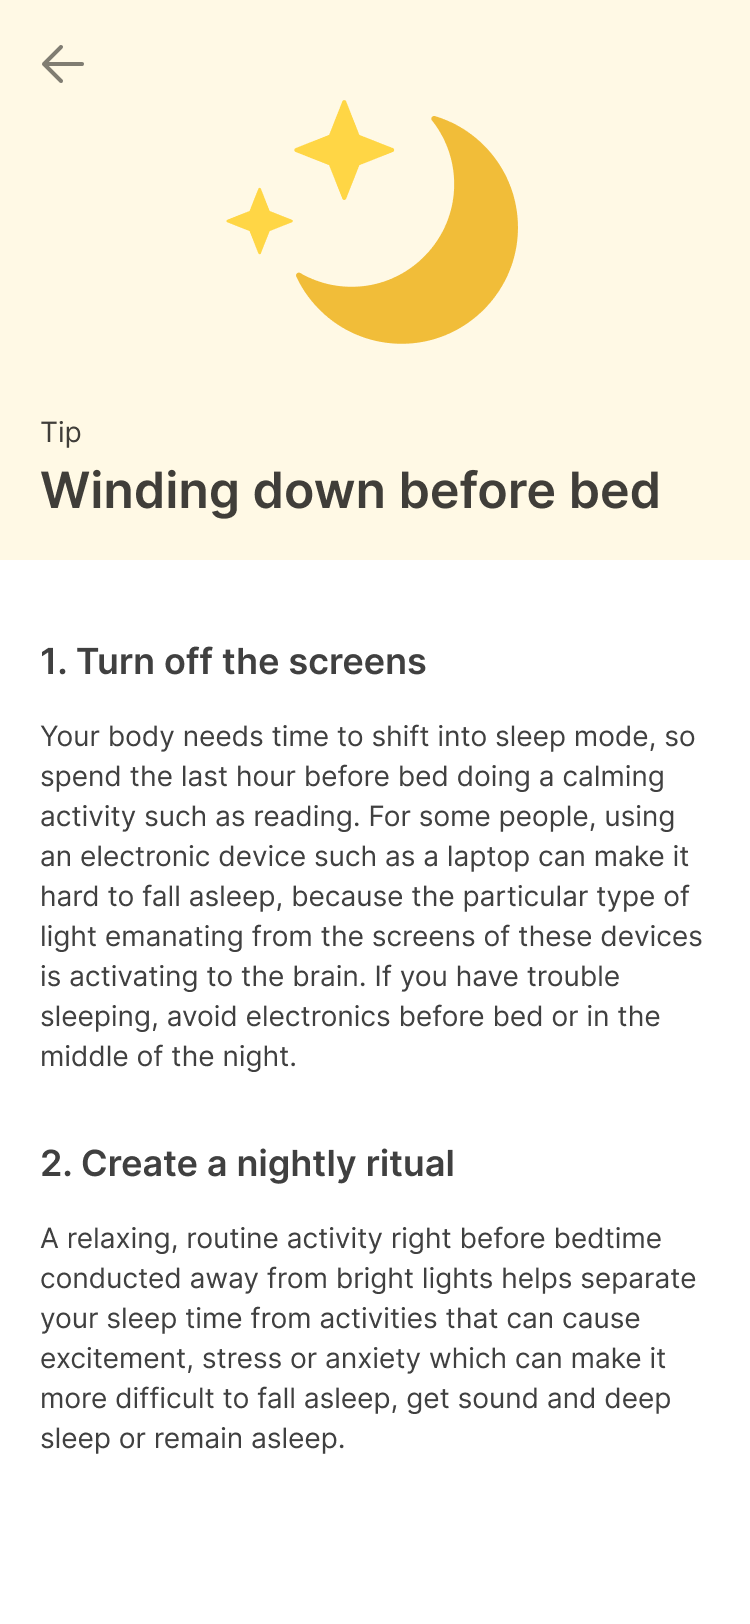 Tip
Winding down before bed
1. Turn off the screens
Your body needs time to shift into sleep mode, so
spend the last hour before bed doing a calming
activity such as reading. For some people, using
an electronic device such as a laptop can make it
hard to fall asleep, because the particular type of
light emanating from the screens of these devices
is activating to the brain. If you have trouble
sleeping, avoid electronics before bed or in the
middle of the night.
2. Create a nightly ritual
A relaxing, routine activity right before bedtime
conducted away from bright lights helps separate
your sleep time from activities that can cause
excitement, stress or anxiety which can make it
more difficult to fall asleep, get sound and deep
sleep or remain asleep.